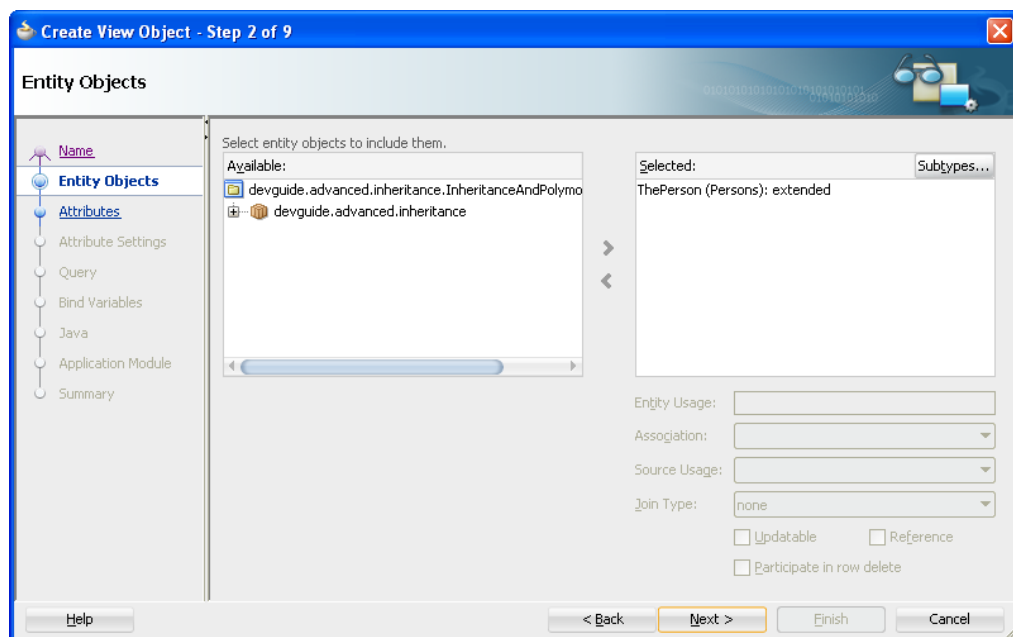 Create View Object - Step 2 of 9
Entity Objects
Name
Entity Objects
Attributes
Attribute Settings
Query
Bind Variables
Java
Application Module
Summary
Select entity objects to include them.
Available:
devguide.advanced.inheritance.InheritanceAndPolymo
devguide.advanced.inheritance
Selected:
Subtypes...
ThePerson (Persons): extended
Entity Usage:
Association:
Source Usage:
Join Type:
none
Updatable
Reference
Participate in row delete
Help
< Back
Next >
Finish
Cancel